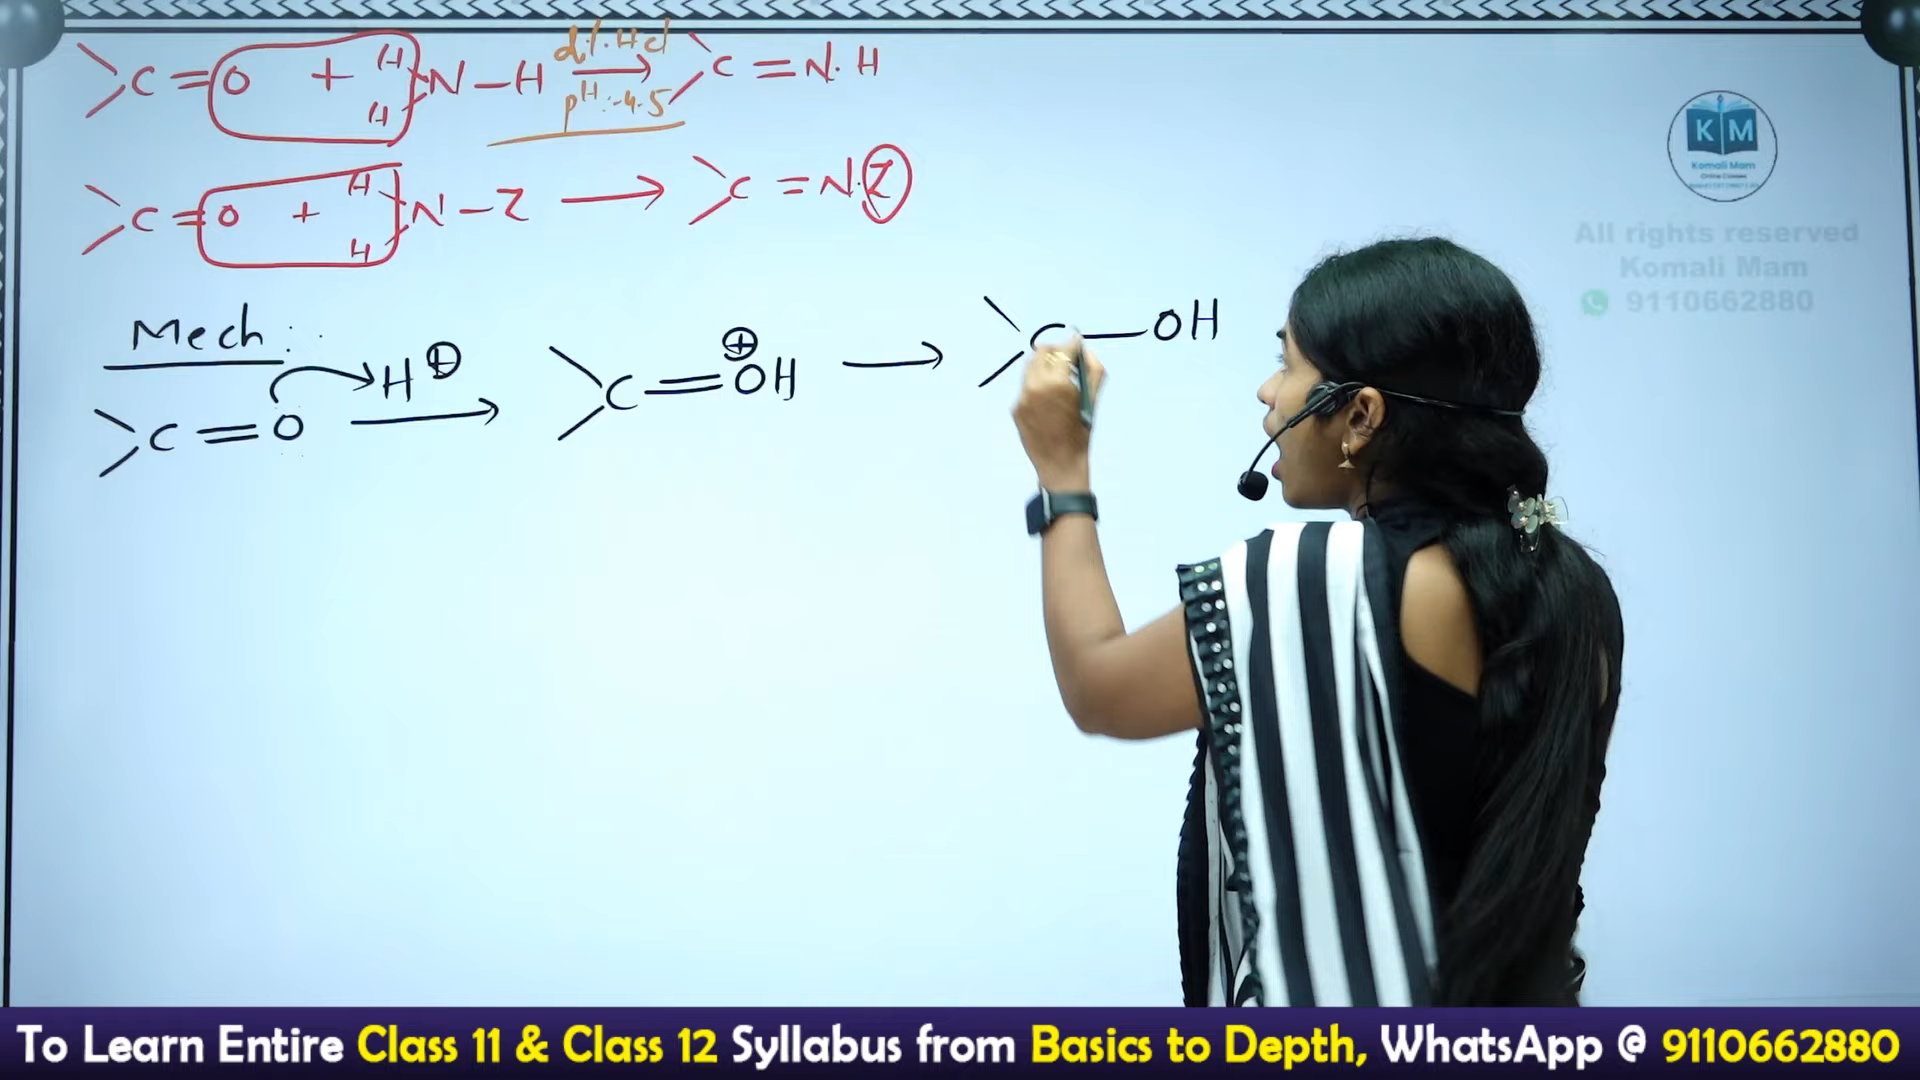 >C=O + H H N-H dil.HCl → pH:-4.5 >C=N.H
>C=O + H H N-Z → >C=N.Z
Mech:
>C=O → H⊕ → >C=OH ⊕ → >C-OH
K M
Komali Mam
All rights reserved
Komali Mam
9110662880
To Learn Entire Class 11 & Class 12 Syllabus from Basics to Depth, WhatsApp @ 9110662880